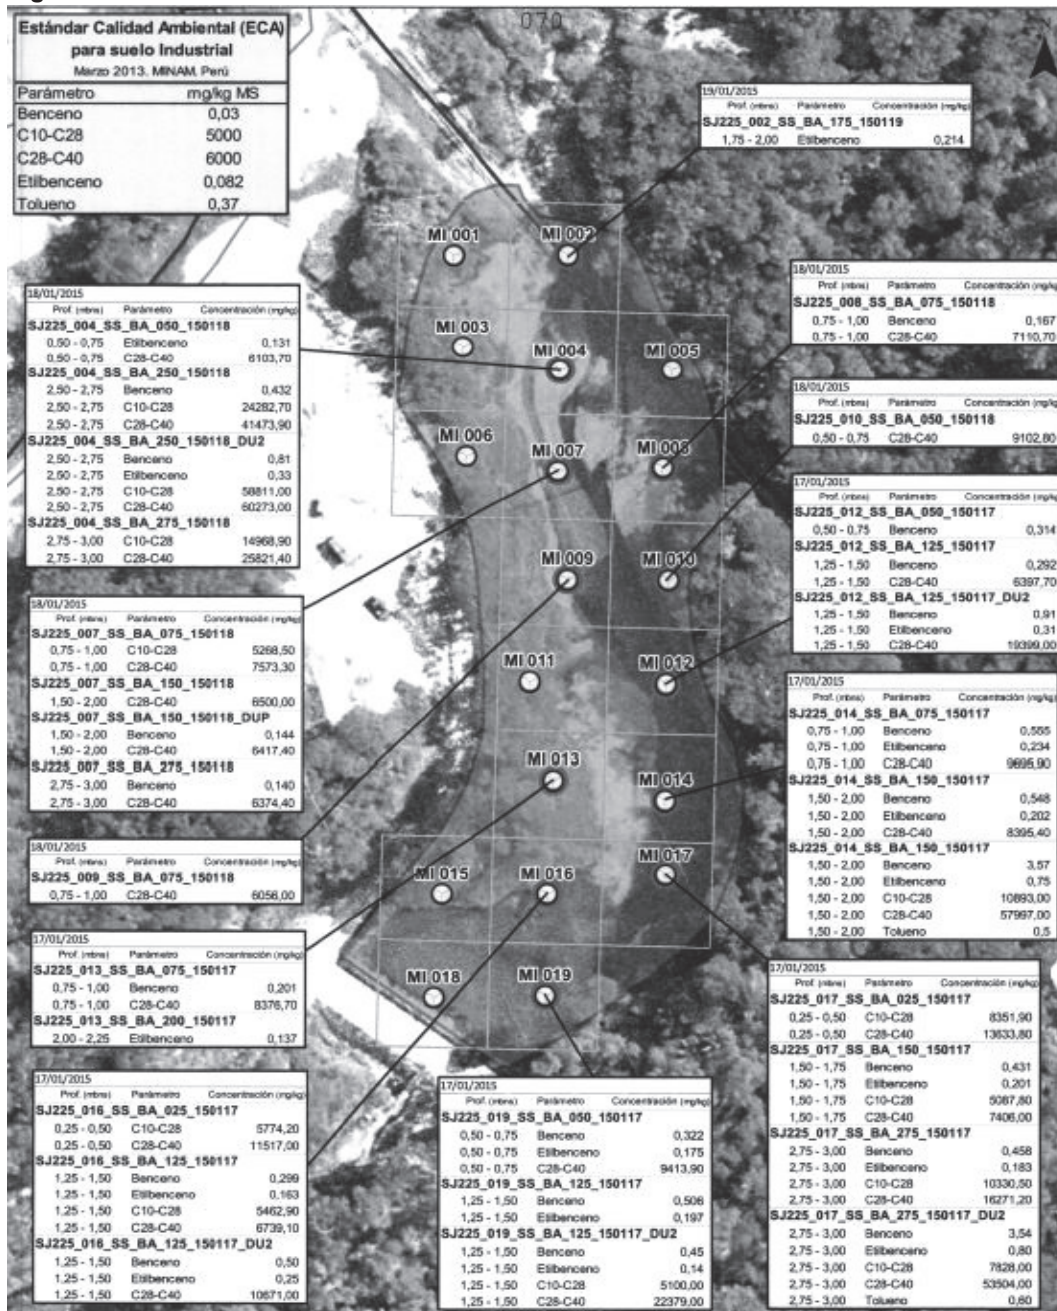 070
Estándar Calidad Ambiental (ECA)
para suelo Industrial
Marzo 2013. MINAM. Perú
Parámetro mg/kg MS
Benceno 0,03
C10-C28 5000
C28-C40 6000
Etilbenceno 0,082
Tolueno 0,37
19/01/2015
Prof. (mbns) Parámetro Concentración (mg/kg)
SJ225_002_SS_BA_175_150119
1,75 - 2,00 Etilbenceno 0,214
MI 001
MI 002
MI 003
MI 004
MI 005
MI 006
MI 007
MI 008
MI 009
MI 010
MI 011
MI 012
MI 013
MI 014
MI 015
MI 016
MI 017
MI 018
MI 019
18/01/2015
Prof. (mbns) Parámetro Concentración (mg/kg)
SJ225_004_SS_BA_050_150118
0,50 - 0,75 Etilbenceno 0,131
0,50 - 0,75 C28-C40 6103,70
SJ225_004_SS_BA_250_150118
2,50 - 2,75 Benceno 0,432
2,50 - 2,75 C10-C28 24282,70
2,50 - 2,75 C28-C40 41473,90
SJ225_004_SS_BA_250_150118_DU2
2,50 - 2,75 Benceno 0,81
2,50 - 2,75 Etilbenceno 0,33
2,50 - 2,75 C10-C28 58811,00
2,50 - 2,75 C28-C40 60273,00
SJ225_004_SS_BA_275_150118
2,75 - 3,00 C10-C28 14968,90
2,75 - 3,00 C28-C40 25821,40
18/01/2015
Prof. (mbns) Parámetro Concentración (mg/kg)
SJ225_007_SS_BA_075_150118
0,75 - 1,00 C10-C28 5268,50
0,75 - 1,00 C28-C40 7573,30
SJ225_007_SS_BA_150_150118
1,50 - 2,00 C28-C40 6500,00
SJ225_007_SS_BA_150_150118_DUP
1,50 - 2,00 Benceno 0,144
1,50 - 2,00 C28-C40 6417,40
SJ225_007_SS_BA_275_150118
2,75 - 3,00 Benceno 0,140
2,75 - 3,00 C28-C40 6374,40
18/01/2015
Prof. (mbns) Parámetro Concentración (mg/kg)
SJ225_009_SS_BA_075_150118
0,75 - 1,00 C28-C40 6056,00
17/01/2015
Prof. (mbns) Parámetro Concentración (mg/kg)
SJ225_013_SS_BA_075_150117
0,75 - 1,00 Benceno 0,201
0,75 - 1,00 C28-C40 8376,70
SJ225_013_SS_BA_200_150117
2,00 - 2,25 Etilbenceno 0,137
17/01/2015
Prof. (mbns) Parámetro Concentración (mg/kg)
SJ225_016_SS_BA_025_150117
0,25 - 0,50 C10-C28 5774,20
0,25 - 0,50 C28-C40 11517,00
SJ225_016_SS_BA_125_150117
1,25 - 1,50 Benceno 0,299
1,25 - 1,50 Etilbenceno 0,163
1,25 - 1,50 C10-C28 5462,90
1,25 - 1,50 C28-C40 6739,10
SJ225_016_SS_BA_125_150117_DU2
1,25 - 1,50 Benceno 0,50
1,25 - 1,50 Etilbenceno 0,25
1,25 - 1,50 C28-C40 10671,00
17/01/2015
Prof. (mbns) Parámetro Concentración (mg/kg)
SJ225_019_SS_BA_050_150117
0,50 - 0,75 Benceno 0,322
0,50 - 0,75 Etilbenceno 0,175
0,50 - 0,75 C28-C40 9413,90
SJ225_019_SS_BA_125_150117
1,25 - 1,50 Benceno 0,506
1,25 - 1,50 Etilbenceno 0,197
SJ225_019_SS_BA_125_150117_DU2
1,25 - 1,50 Benceno 0,45
1,25 - 1,50 Etilbenceno 0,14
1,25 - 1,50 C10-C28 5100,00
1,25 - 1,50 C28-C40 22379,00
18/01/2015
Prof. (mbns) Parámetro Concentración (mg/kg)
SJ225_008_SS_BA_075_150118
0,75 - 1,00 Benceno 0,167
0,75 - 1,00 C28-C40 7110,70
18/01/2015
Prof. (mbns) Parámetro Concentración (mg/kg)
SJ225_010_SS_BA_050_150118
0,50 - 0,75 C28-C40 9102,80
17/01/2015
Prof. (mbns) Parámetro Concentración (mg/kg)
SJ225_012_SS_BA_050_150117
0,50 - 0,75 Benceno 0,314
SJ225_012_SS_BA_125_150117
1,25 - 1,50 Benceno 0,292
1,25 - 1,50 C28-C40 6397,70
SJ225_012_SS_BA_125_150117_DU2
1,25 - 1,50 Benceno 0,91
1,25 - 1,50 Etilbenceno 0,31
1,25 - 1,50 C28-C40 19399,00
17/01/2015
Prof. (mbns) Parámetro Concentración (mg/kg)
SJ225_014_SS_BA_075_150117
0,75 - 1,00 Benceno 0,555
0,75 - 1,00 Etilbenceno 0,234
0,75 - 1,00 C28-C40 9695,90
SJ225_014_SS_BA_150_150117
1,50 - 2,00 Benceno 0,548
1,50 - 2,00 Etilbenceno 0,202
1,50 - 2,00 C28-C40 8395,40
SJ225_014_SS_BA_150_150117
1,50 - 2,00 Benceno 3,57
1,50 - 2,00 Etilbenceno 0,75
1,50 - 2,00 C10-C28 10893,00
1,50 - 2,00 C28-C40 57997,00
1,50 - 2,00 Tolueno 0,5
17/01/2015
Prof. (mbns) Parámetro Concentración (mg/kg)
SJ225_017_SS_BA_025_150117
0,25 - 0,50 C10-C28 8351,90
0,25 - 0,50 C28-C40 13633,80
SJ225_017_SS_BA_150_150117
1,50 - 1,75 Benceno 0,431
1,50 - 1,75 Etilbenceno 0,201
1,50 - 1,75 C10-C28 5087,80
1,50 - 1,75 C28-C40 7406,00
SJ225_017_SS_BA_275_150117
2,75 - 3,00 Benceno 0,458
2,75 - 3,00 Etilbenceno 0,183
2,75 - 3,00 C10-C28 10330,50
2,75 - 3,00 C28-C40 16271,20
SJ225_017_SS_BA_275_150117_DU2
2,75 - 3,00 Benceno 3,54
2,75 - 3,00 Etilbenceno 0,80
2,75 - 3,00 C10-C28 7828,00
2,75 - 3,00 C28-C40 53504,00
2,75 - 3,00 Tolueno 0,60